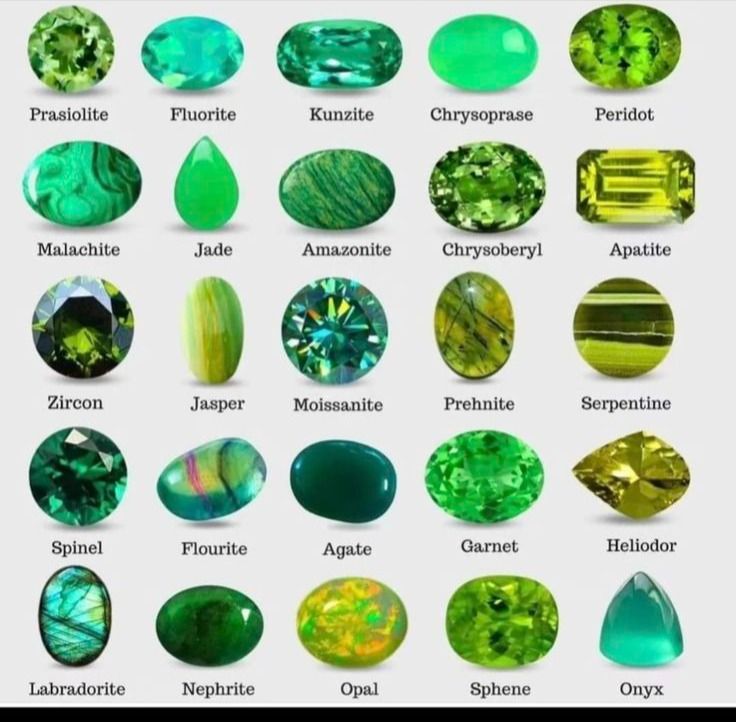 Prasiolite Fluorite Kunzite Chrysoprase Peridot
Malachite Jade Amazonite Chrysoberyl Apatite
Zircon Jasper Moissanite Prehnite Serpentine
Spinel Flourite Agate Garnet Heliodor
Labradorite Nephrite Opal Sphene Onyx